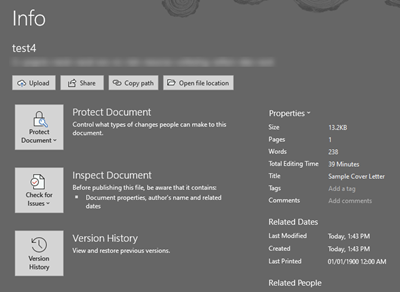 Info
test4
Upload
Share
Copy path
Open file location
Protect Document
Protect Document
Control what types of changes people can make to this
document.
Check for Issues
Inspect Document
Before publishing this file, be aware that it contains:
Document properties, author's name and related
dates
Version History
Version History
View and restore previous versions.
Properties
Size 13.2KB
Pages 1
Words 238
Total Editing Time 39 Minutes
Title Sample Cover Letter
Tags Add a tag
Comments Add comments
Related Dates
Last Modified Today, 1:43 PM
Created Today, 1:43 PM
Last Printed 01/01/1900 12:00 AM
Related People